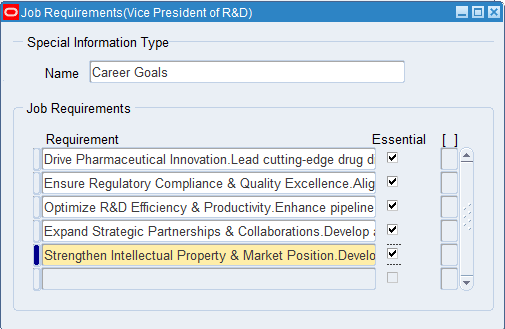 Job Requirements(Vice President of R&D)
Special Information Type
Name Career Goals
Job Requirements
Requirement Essential [ ]
Drive Pharmaceutical Innovation.Lead cutting-edge drug
Ensure Regulatory Compliance & Quality Excellence.Alig
Optimize R&D Efficiency & Productivity.Enhance pipeline
Expand Strategic Partnerships & Collaborations.Develop
Strengthen Intellectual Property & Market Position.Develo